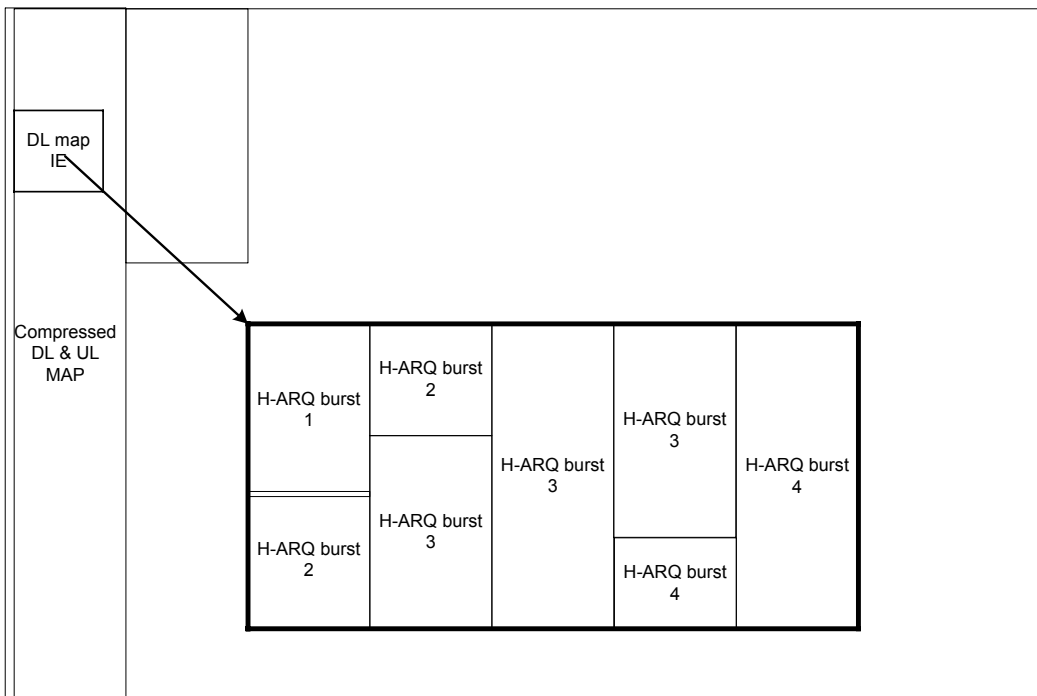 DL map
IE
Compressed
DL & UL
MAP
H-ARQ burst
1
H-ARQ burst
2
H-ARQ burst
2
H-ARQ burst
3
H-ARQ burst
3
H-ARQ burst
3
H-ARQ burst
4
H-ARQ burst
4